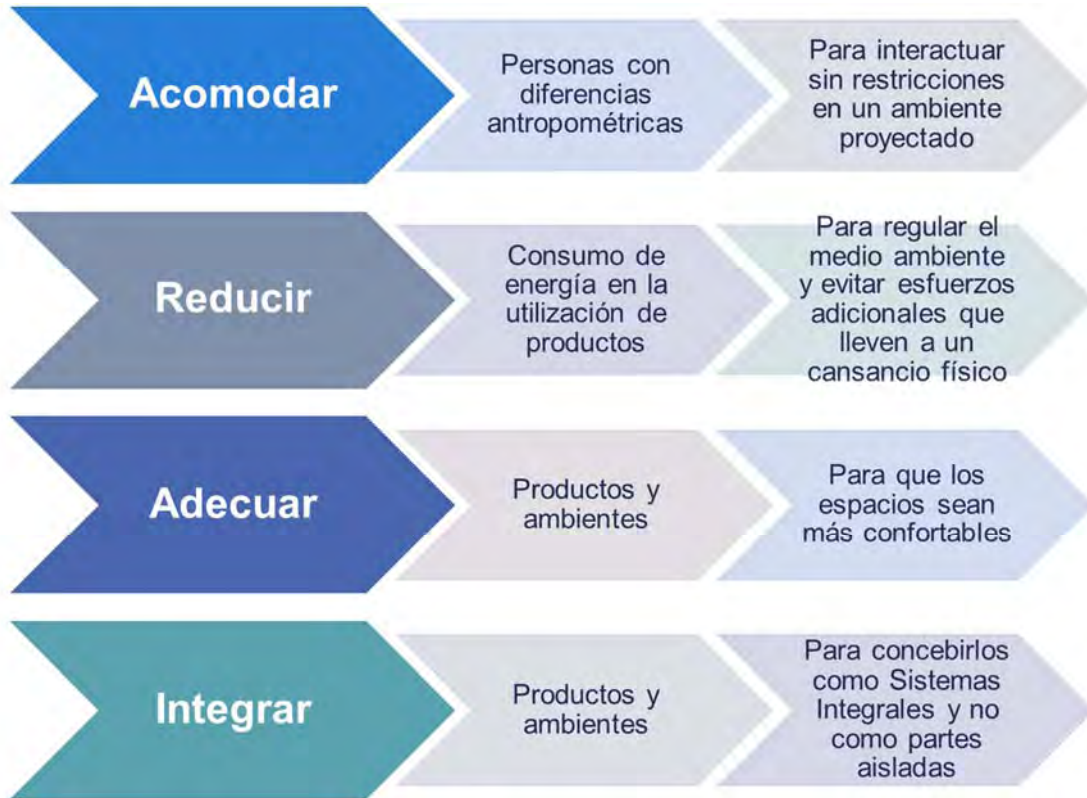 Acomodar
Personas con
diferencias
antropométricas
Para interactuar
sin restricciones
en un ambiente
proyectado
Reducir
Consumo de
energía en la
utilización de
productos
Para regular el
medio ambiente
y evitar esfuerzos
adicionales que
lleven a un
cansancio físico
Adecuar
Productos y
ambientes
Para que los
espacios sean
más confortables
Integrar
Productos y
ambientes
Para concebirlos
como Sistemas
Integrales y no
como partes
aisladas